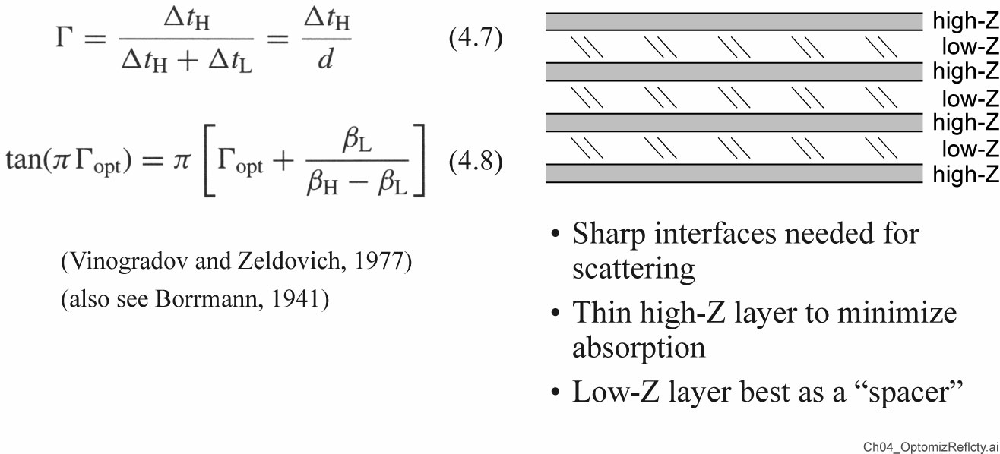 Γ = Δt_H / (Δt_H + Δt_L) = Δt_H / d (4.7)
tan(πΓ_opt) = π [Γ_opt + β_L / (β_H − β_L)] (4.8)
(Vinogradov and Zeldovich, 1977)
(also see Borrmann, 1941)
high-Z
low-Z
high-Z
low-Z
high-Z
low-Z
high-Z
• Sharp interfaces needed for
scattering
• Thin high-Z layer to minimize
absorption
• Low-Z layer best as a “spacer”
Ch04_OptomizReflcty.ai